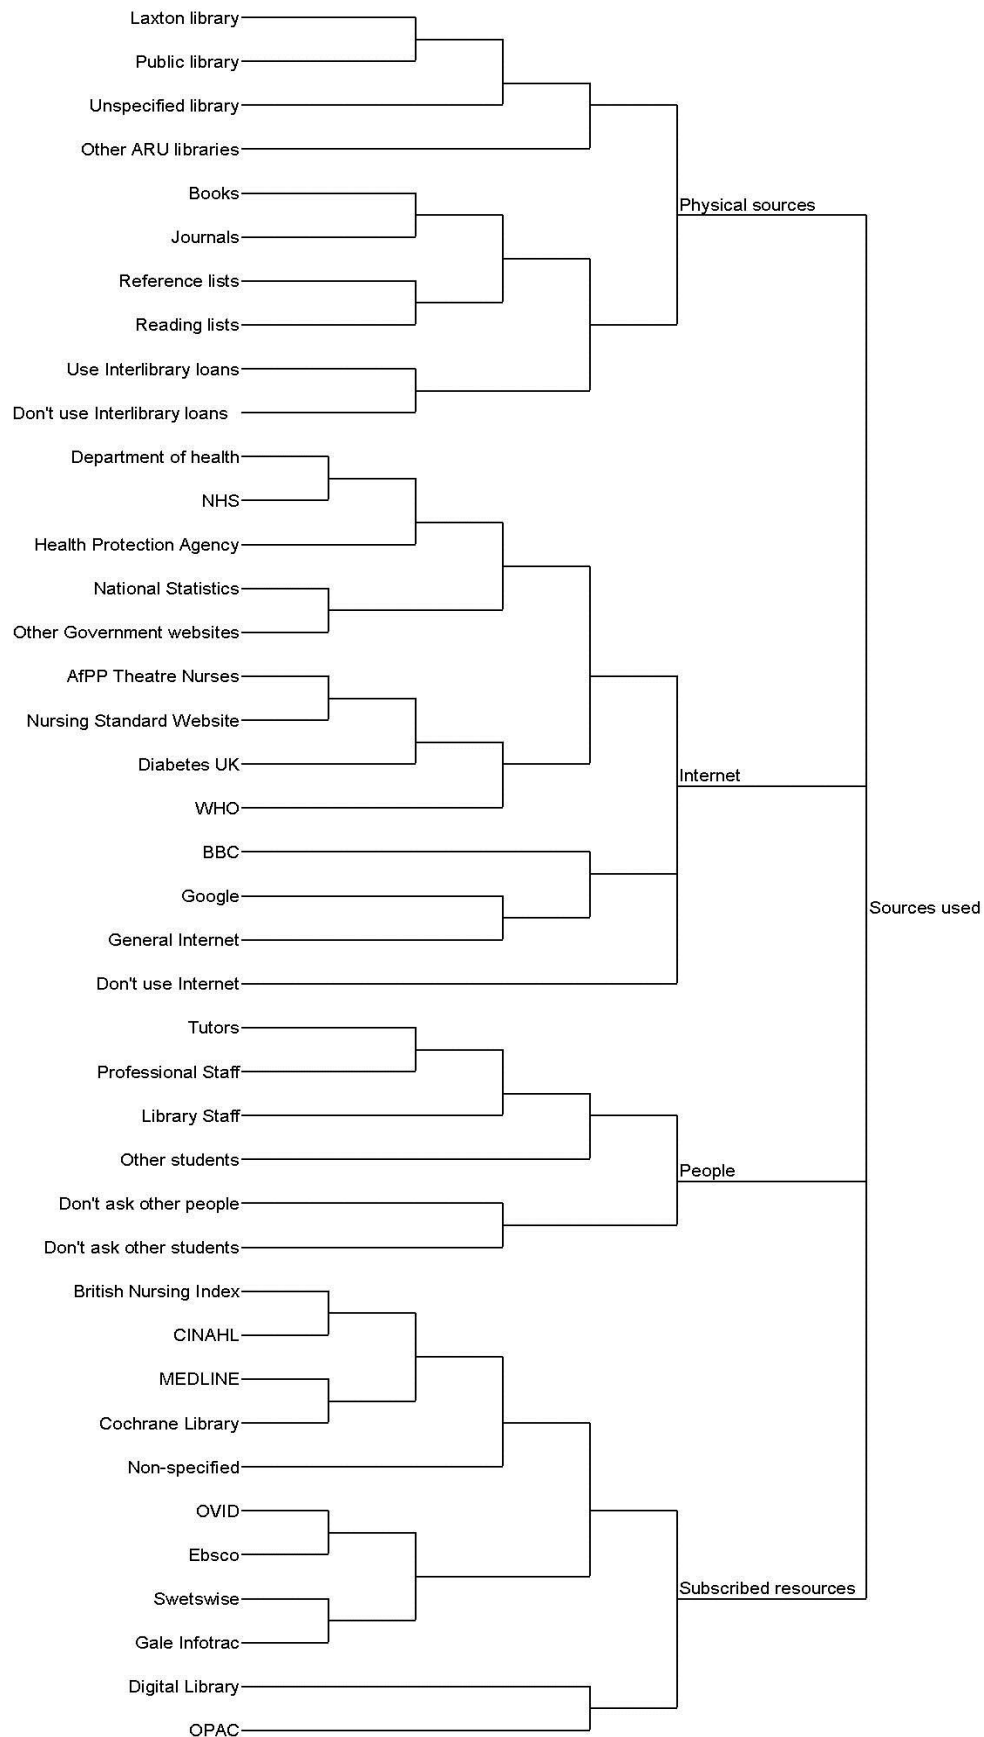 Laxton library
Public library
Unspecified library
Other ARU libraries
Books
Physical sources
Journals
Reference lists
Reading lists
Use Interlibrary loans
Don't use Interlibrary loans
Department of health
NHS
Health Protection Agency
National Statistics
Other Government websites
AfPP Theatre Nurses
Nursing Standard Website
Diabetes UK
Internet
WHO
BBC
Google
Sources used
General Internet
Don't use Internet
Tutors
Professional Staff
Library Staff
Other students
People
Don't ask other people
Don't ask other students
British Nursing Index
CINAHL
MEDLINE
Cochrane Library
Non-specified
OVID
Ebsco
Subscribed resources
Swetswise
Gale Infotrac
Digital Library
OPAC